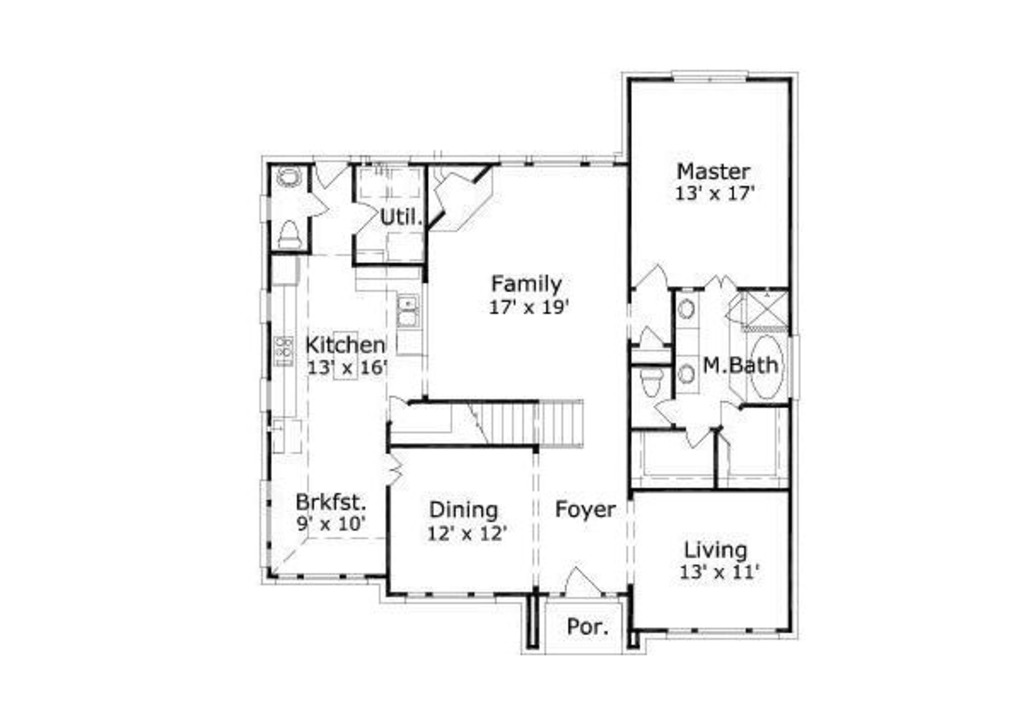 Master
13' x 17'
Util.
Family
17' x 19'
Kitchen
13' x 16'
M.Bath
Brkfst.
9' x 10'
Dining
12' x 12'
Foyer
Living
13' x 11'
Por.